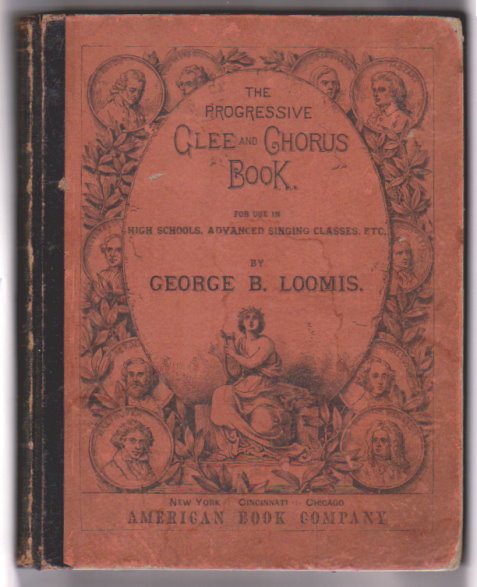 THE
PROGRESSIVE
GLEE AND CHORUS
BOOK.
FOR USE IN
HIGH SCHOOLS, ADVANCED SINGING CLASSES, ETC.
BY
GEORGE B. LOOMIS.
NEW YORK CINCINNATI CHICAGO
AMERICAN BOOK COMPANY